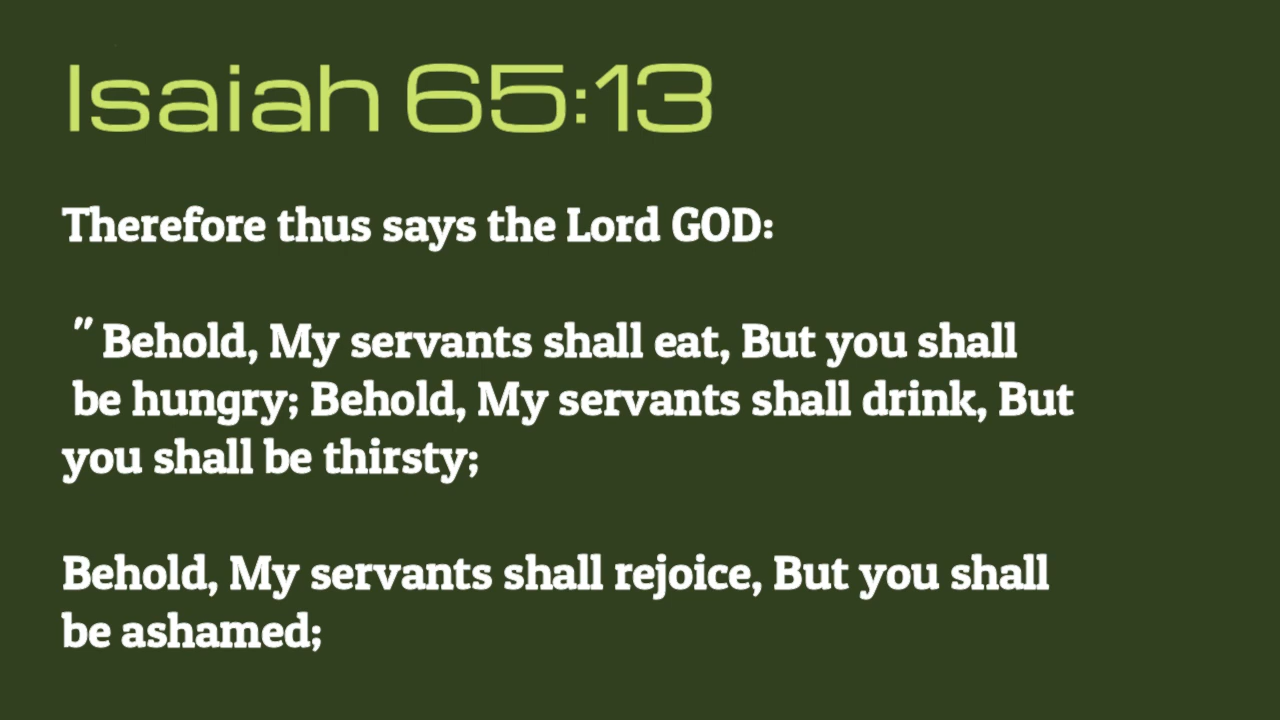 Isaiah 65:13
Therefore thus says the Lord GOD:
" Behold, My servants shall eat, But you shall
be hungry; Behold, My servants shall drink, But
you shall be thirsty;
Behold, My servants shall rejoice, But you shall
be ashamed;